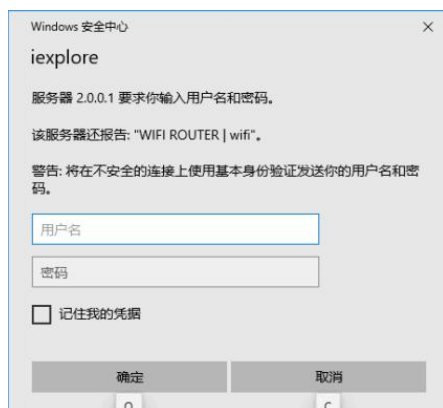 Windows 安全中心
iexplore
服务器 2.0.0.1 要求你输入用户名和密码。
该服务器还报告: "WIFI ROUTER | wifi"。
警告: 将在不安全的连接上使用基本身份验证发送你的用户名和密
码。
用户名
密码
记住我的凭据
确定
取消
C